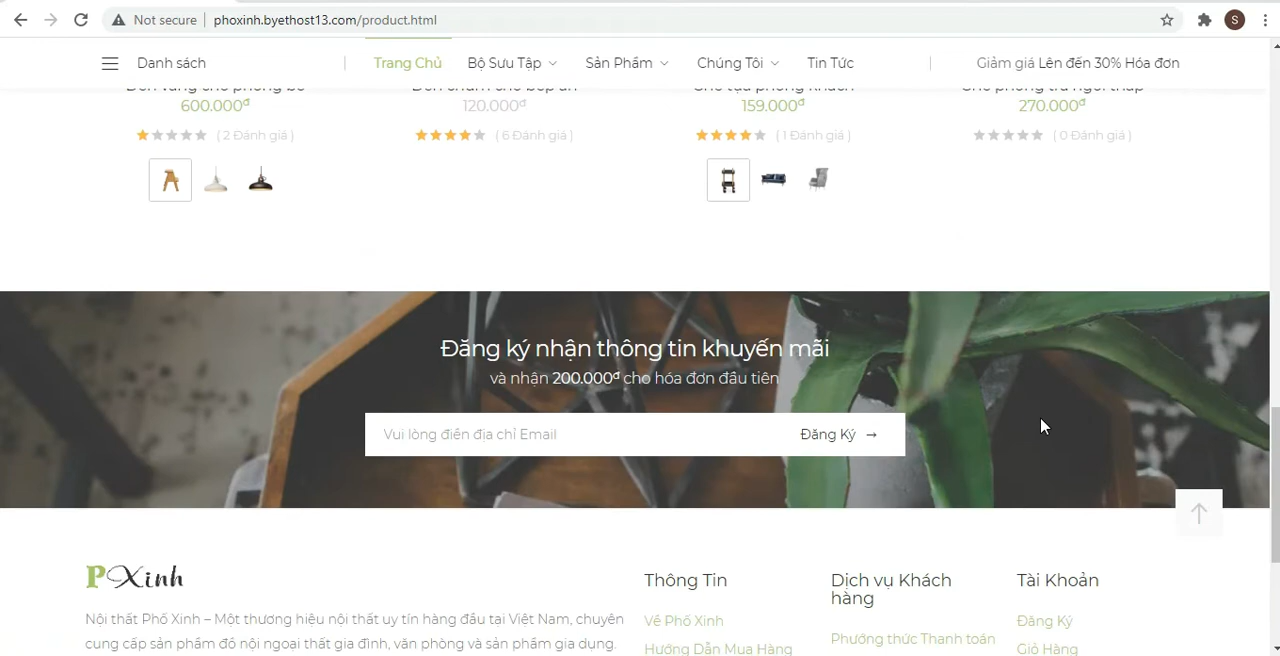 Not secure phoxinh.byethost13.com/product.html S
Danh sách Trang Chủ Bộ Sưu Tập Sản Phẩm Chúng Tôi Tin Tức Giảm giá Lên đến 30% Hóa đơn
600.000đ 120.000đ 159.000đ 270.000đ
( 2 Đánh giá ) ( 6 Đánh giá ) ( 1 Đánh giá ) ( 0 Đánh giá )
Đăng ký nhận thông tin khuyến mãi
và nhận 200.000đ cho hóa đơn đầu tiên
Vui lòng điền địa chỉ Email Đăng Ký →
PXinh
Nội thất Phố Xinh – Một thương hiệu nội thất uy tín hàng đầu tại Việt Nam, chuyên
cung cấp sản phẩm đồ nội ngoại thất gia đình, văn phòng và sản phẩm gia dụng.
Thông Tin
Về Phố Xinh
Hướng Dẫn Mua Hàng
Dịch vụ Khách
hàng
Phướng thức Thanh toán
Tài Khoản
Đăng Ký
Giỏ Hàng